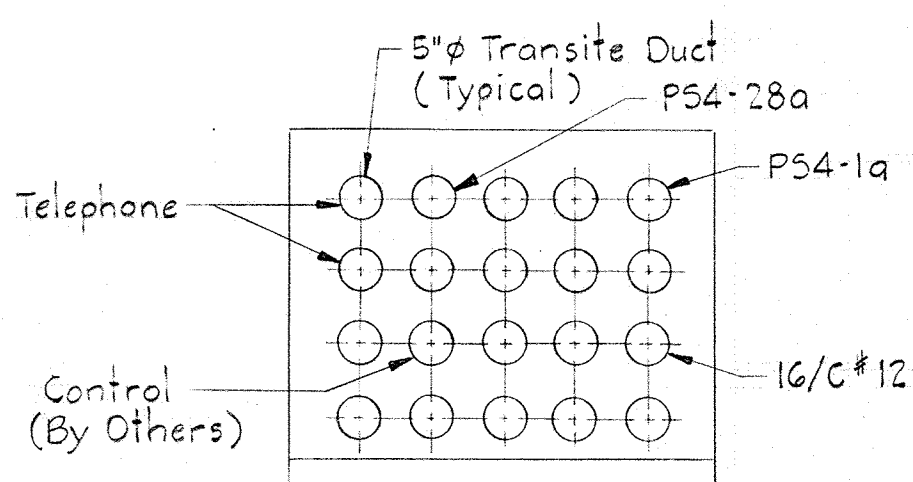 5"φ Transite Duct
(Typical)
PS4-28a
PS4-1a
Telephone
16/C #12
Control
(By Others)